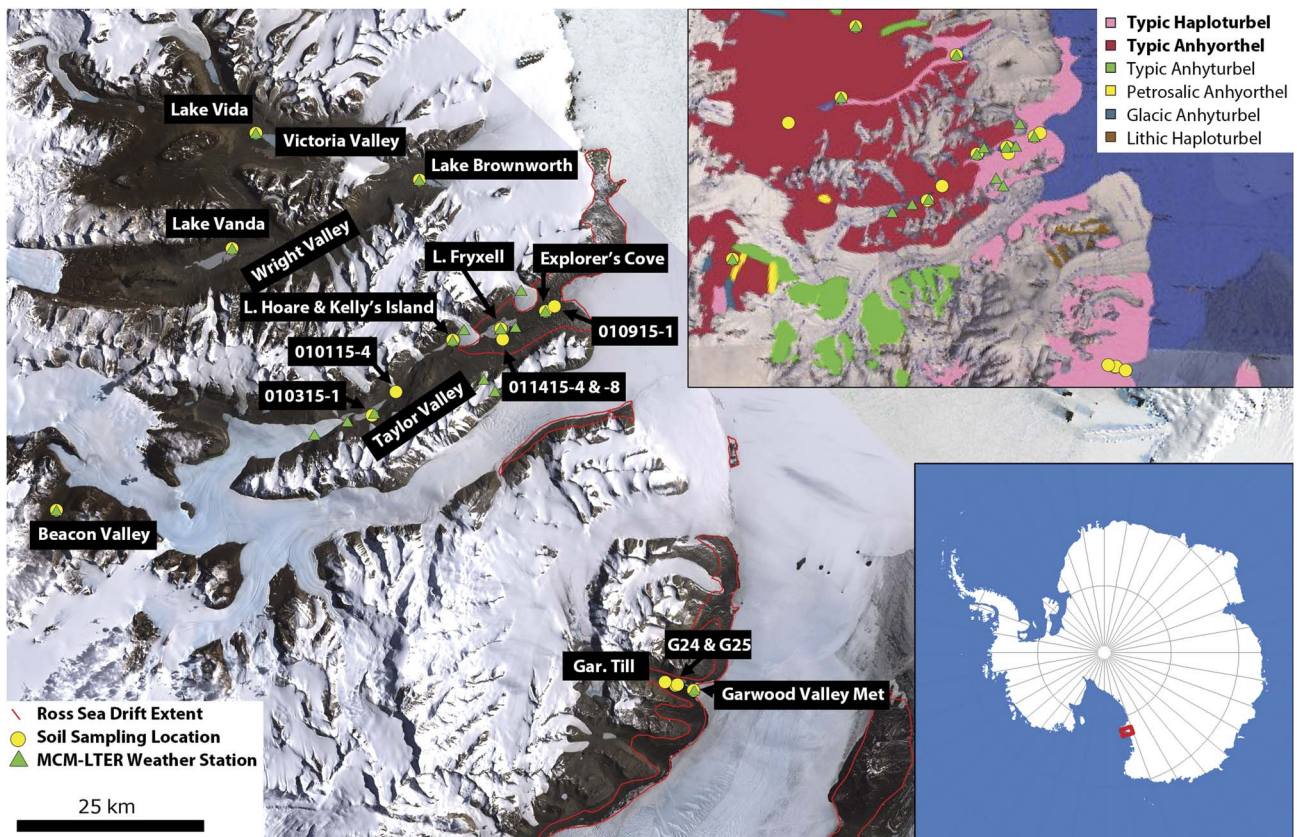 Lake Vida
Victoria Valley
Lake Brownworth
Lake Vanda
Wright Valley
L. Fryxell
Explorer's Cove
L. Hoare & Kelly's Island
010915-1
010115-4
011415-4 & -8
010315-1
Taylor Valley
Beacon Valley
G24 & G25
Gar. Till
Garwood Valley Met
Ross Sea Drift Extent
Soil Sampling Location
MCM-LTER Weather Station
25 km
Typic Haploturbel
Typic Anhyorthel
Typic Anhyturbel
Petrosalic Anhyorthel
Glacic Anhyturbel
Lithic Haploturbel